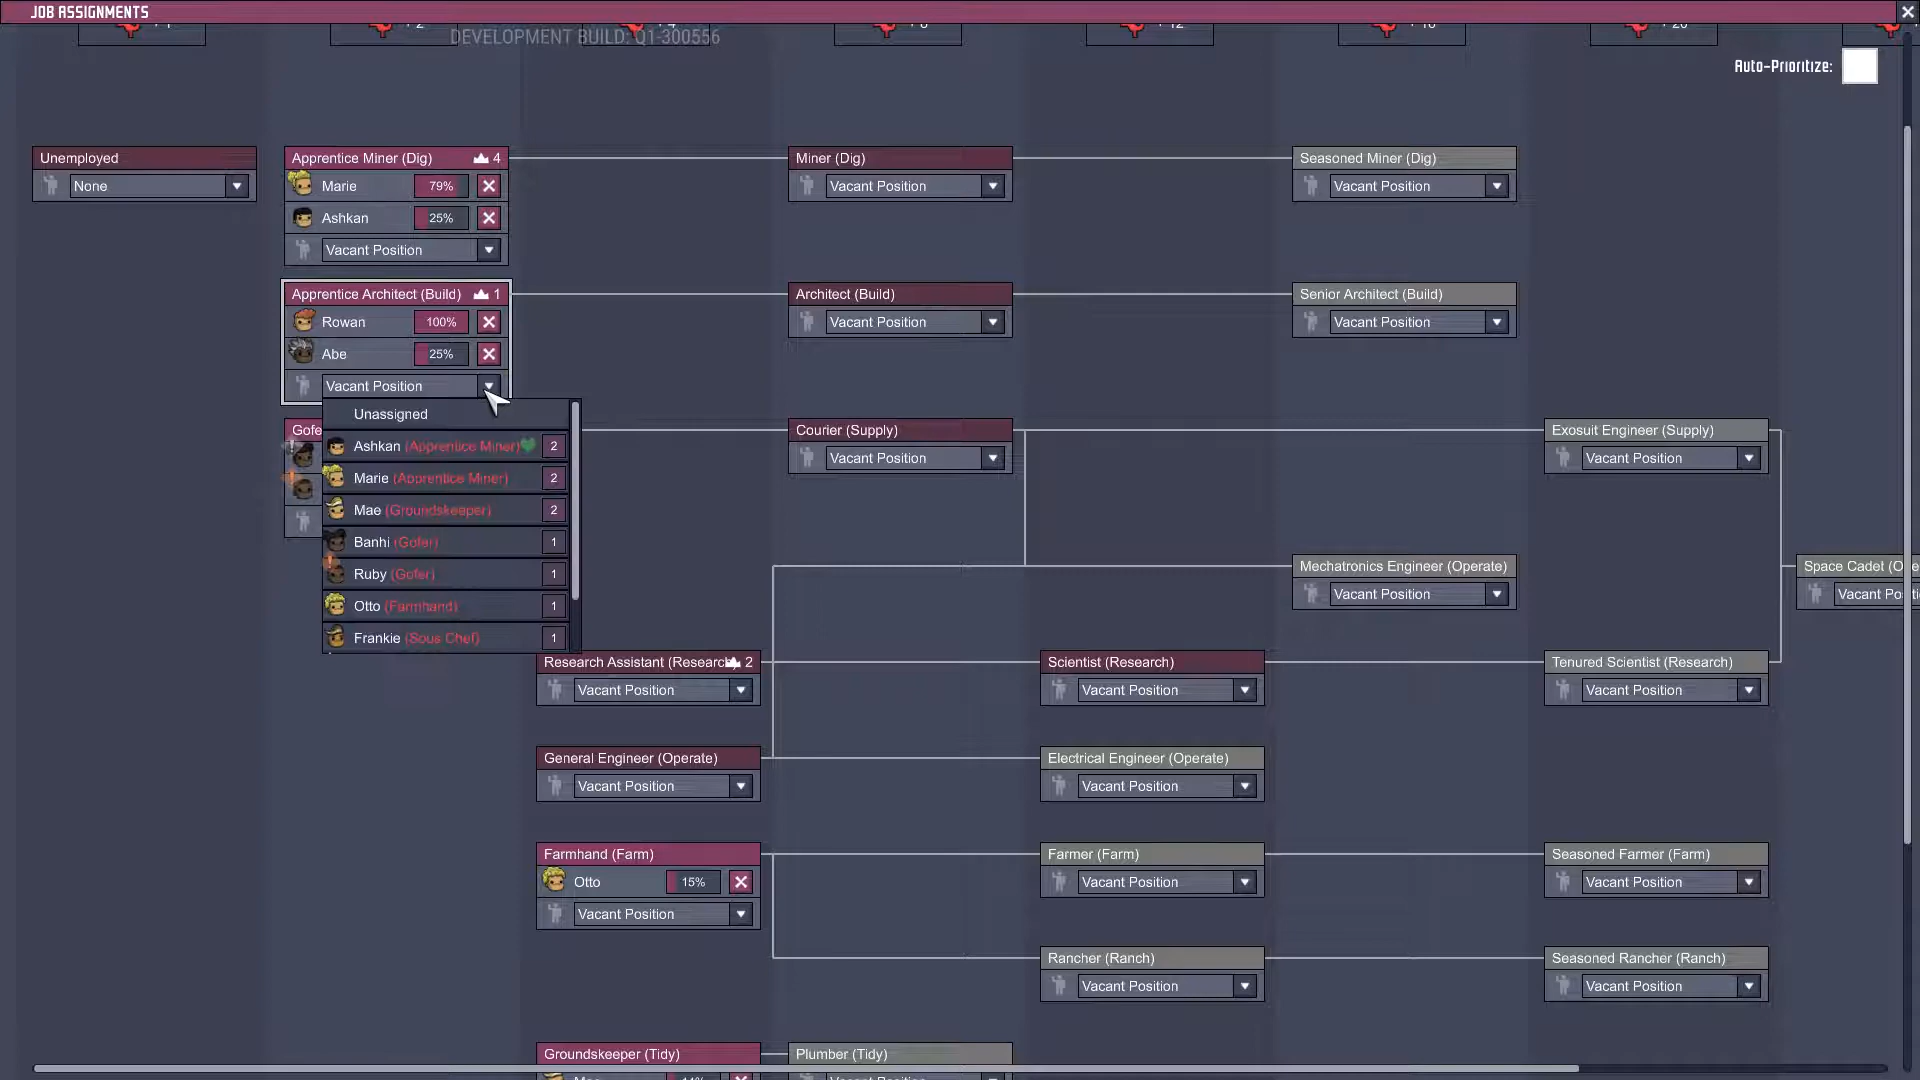 JOB ASSIGNMENTS
DEVELOPMENT BUILD: Q1-300556
Auto-Prioritize:
Unemployed
None
Apprentice Miner (Dig) 4
Marie 79%
Ashkan 25%
Vacant Position
Miner (Dig)
Vacant Position
Seasoned Miner (Dig)
Vacant Position
Apprentice Architect (Build) 1
Rowan 100%
Abe 25%
Vacant Position
Architect (Build)
Vacant Position
Senior Architect (Build)
Vacant Position
Unassigned
Ashkan (Apprentice Miner) 2
Marie (Apprentice Miner) 2
Mae (Groundskeeper) 2
Banhi (Gofer) 1
Ruby (Gofer) 1
Otto (Farmhand) 1
Frankie (Sous Chef) 1
Gofe
Courier (Supply)
Vacant Position
Exosuit Engineer (Supply)
Vacant Position
Mechatronics Engineer (Operate)
Vacant Position
Space Cadet (Ope
Vacant Positi
Research Assistant (Research 2
Vacant Position
Scientist (Research)
Vacant Position
Tenured Scientist (Research)
Vacant Position
General Engineer (Operate)
Vacant Position
Electrical Engineer (Operate)
Vacant Position
Farmhand (Farm)
Otto 15%
Vacant Position
Farmer (Farm)
Vacant Position
Seasoned Farmer (Farm)
Vacant Position
Rancher (Ranch)
Vacant Position
Seasoned Rancher (Ranch)
Vacant Position
Groundskeeper (Tidy)
Plumber (Tidy)